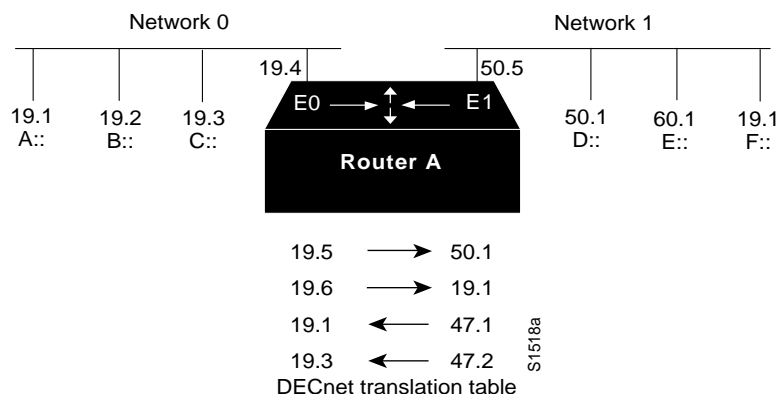 Network 0
Network 1
19.4
50.5
E0
E1
19.1
19.2
19.3
50.1
60.1
19.1
A::
B::
C::
D::
E::
F::
Router A
19.5 → 50.1
19.6 → 19.1
19.1 ← 47.1
19.3 ← 47.2
S1518a
DECnet translation table